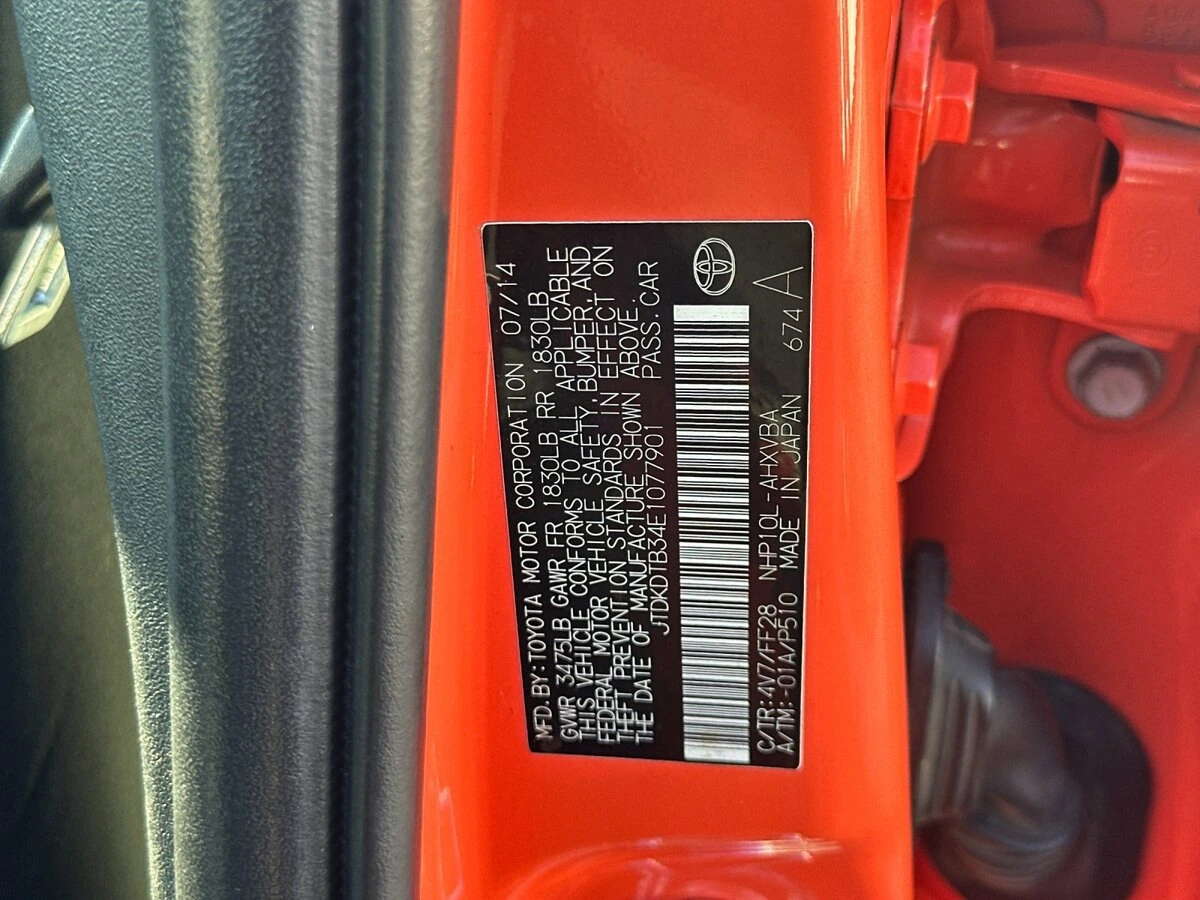 MFD. BY: TOYOTA MOTOR CORPORATION 07/14
GVWR 3475LB GAWR FR 1830LB RR 1830LB
THIS VEHICLE CONFORMS TO ALL APPLICABLE
FEDERAL MOTOR VEHICLE SAFETY, BUMPER, AND
THEFT PREVENTION STANDARDS IN EFFECT ON
THE DATE OF MANUFACTURE SHOWN ABOVE.
JTDKDTB34E1077901 PASS.CAR
C/TR: 4V7/FF28 NHP10L-AHXVBA
A/TM: -01A/P510 MADE IN JAPAN 674 A